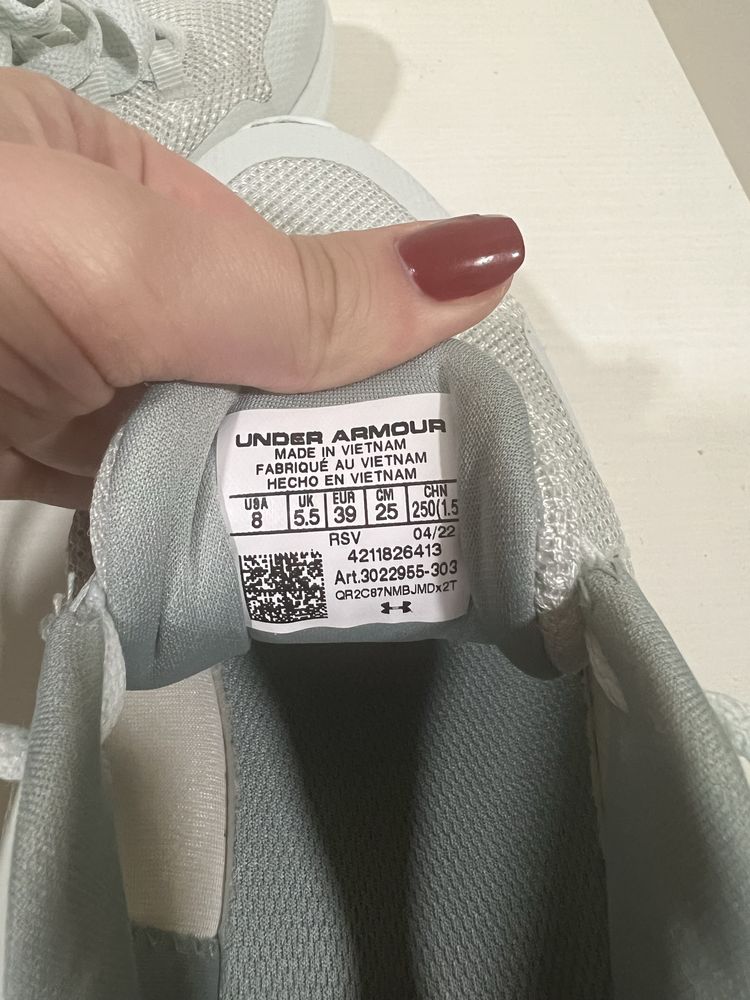 UNDER ARMOUR
MADE IN VIETNAM
FABRIQUÉ AU VIETNAM
HECHO EN VIETNAM
USA UK EUR CM CHN
8 5.5 39 25 250(1.5
RSV 04/22
4211826413
Art.3022955-303
QR2C87NMBJMDx2T